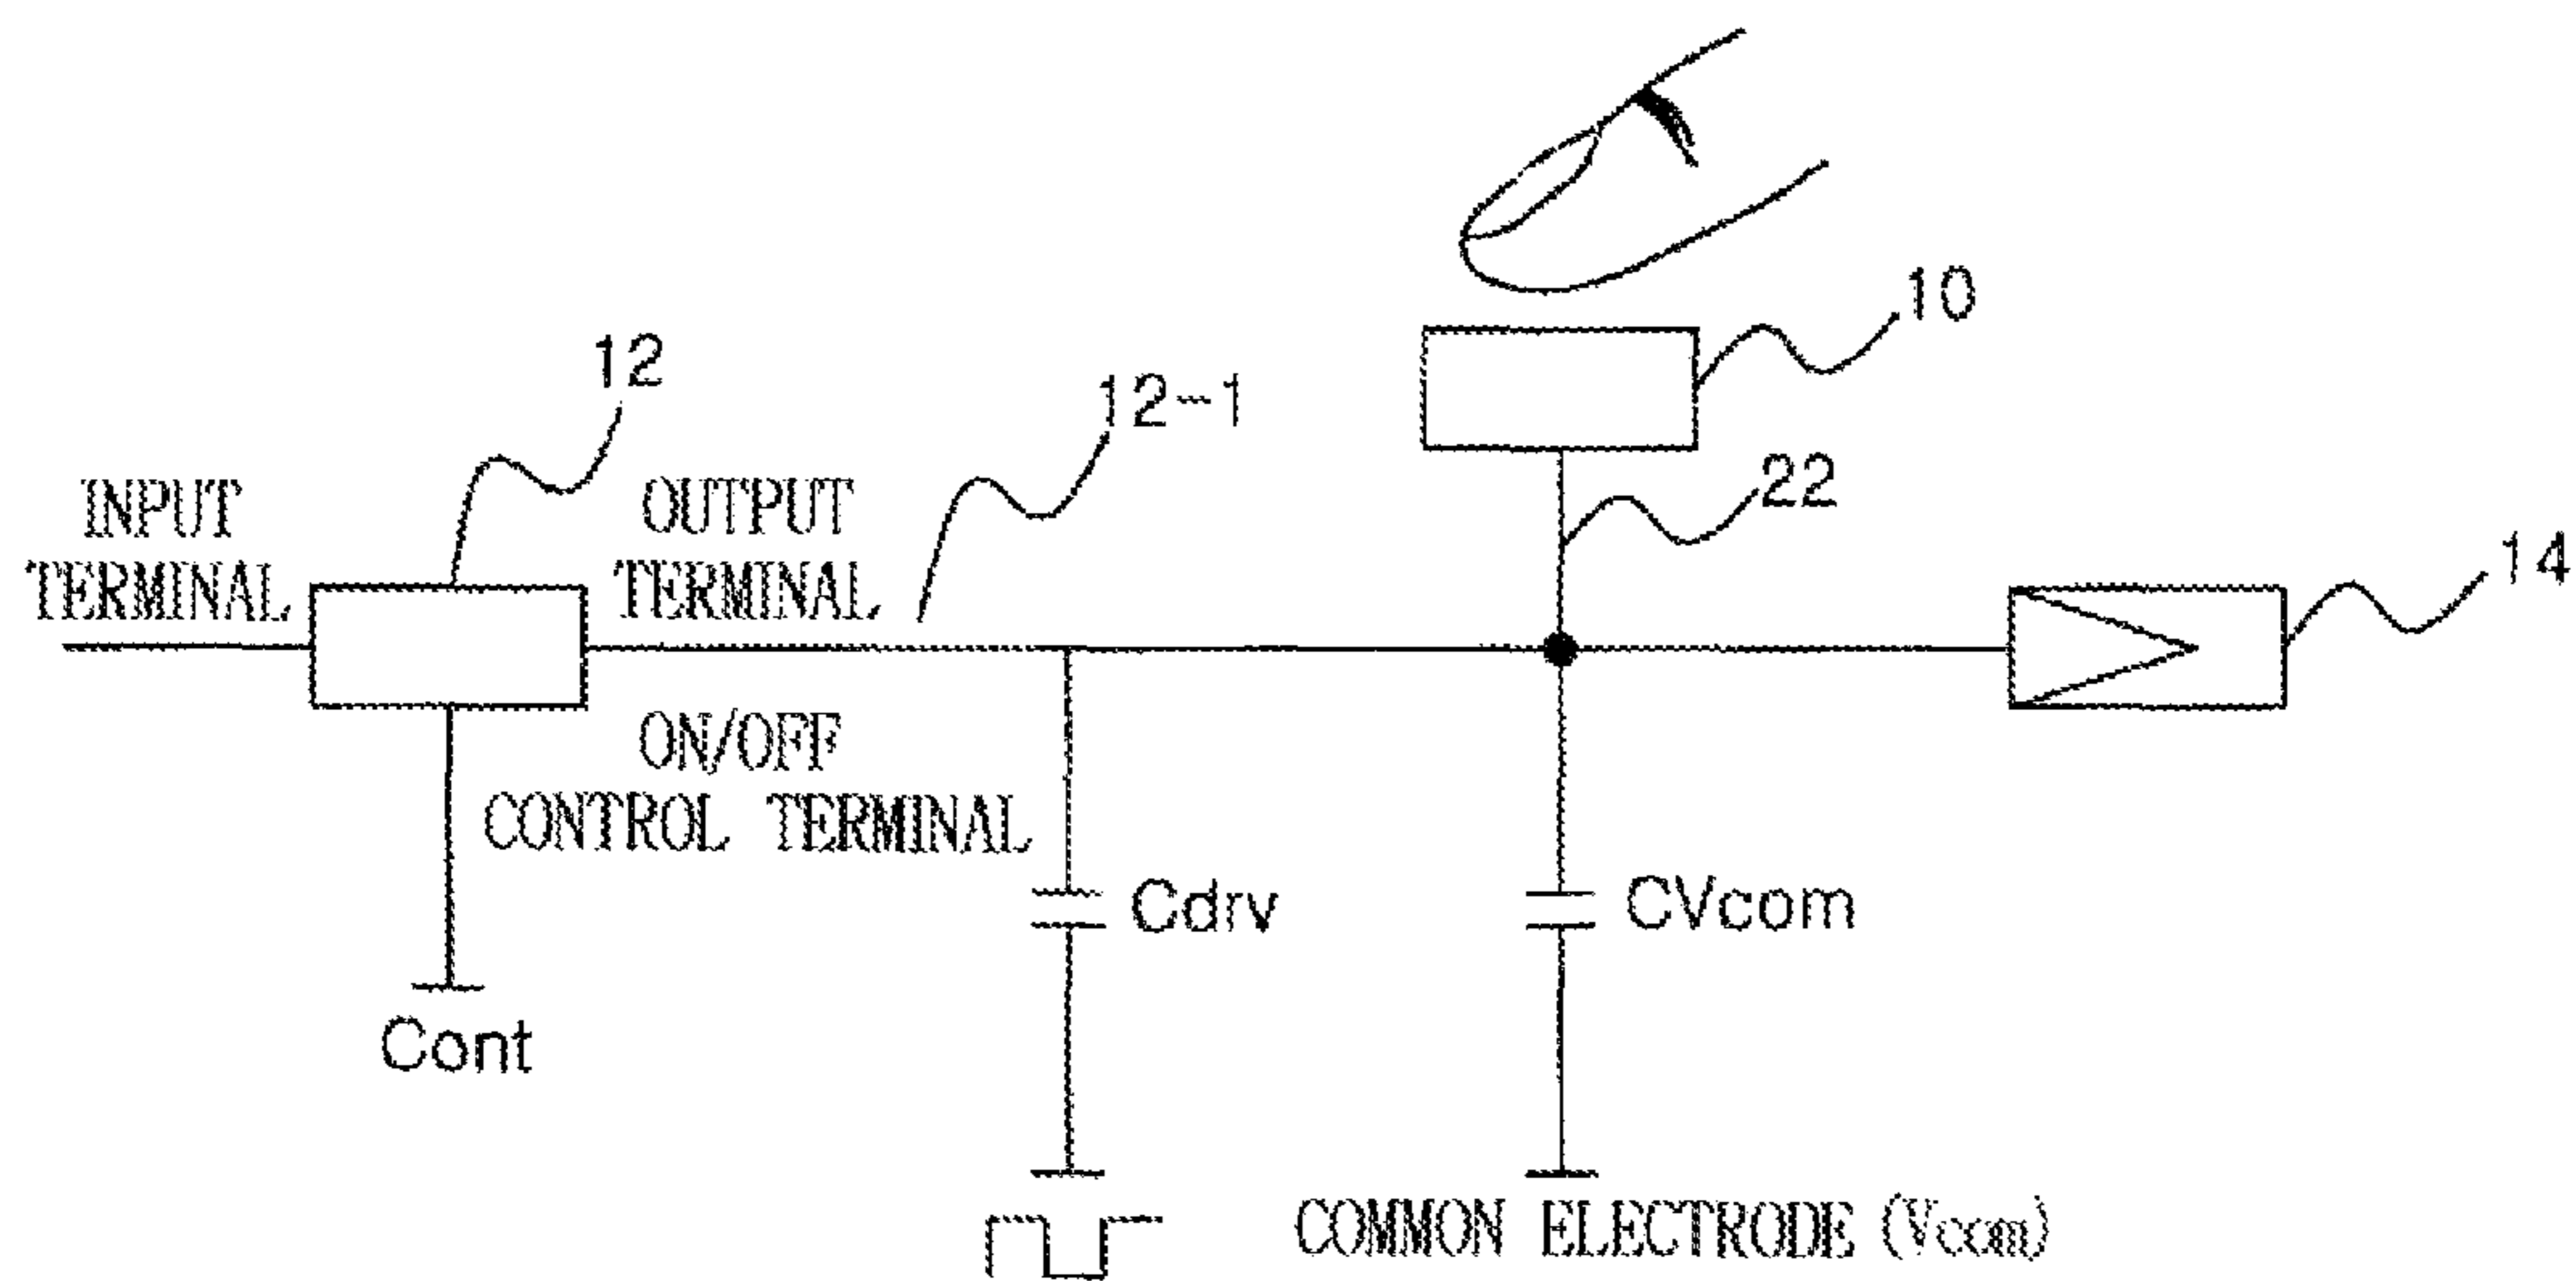 10
12
12-1
22
INPUT
TERMINAL
OUTPUT
TERMINAL
14
ON/OFF
CONTROL TERMINAL
Cdrv
CVcom
Cont
COMMON ELECTRODE (Vcom)